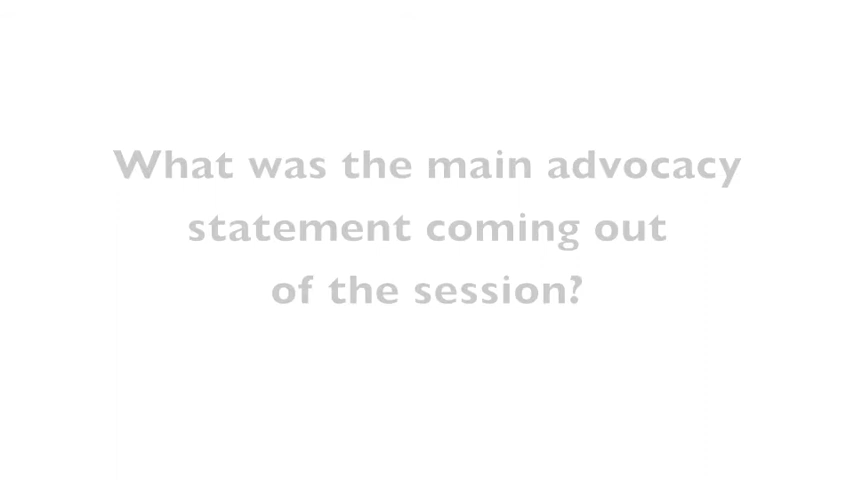 What was the main advocacy
statement coming out
of the session?